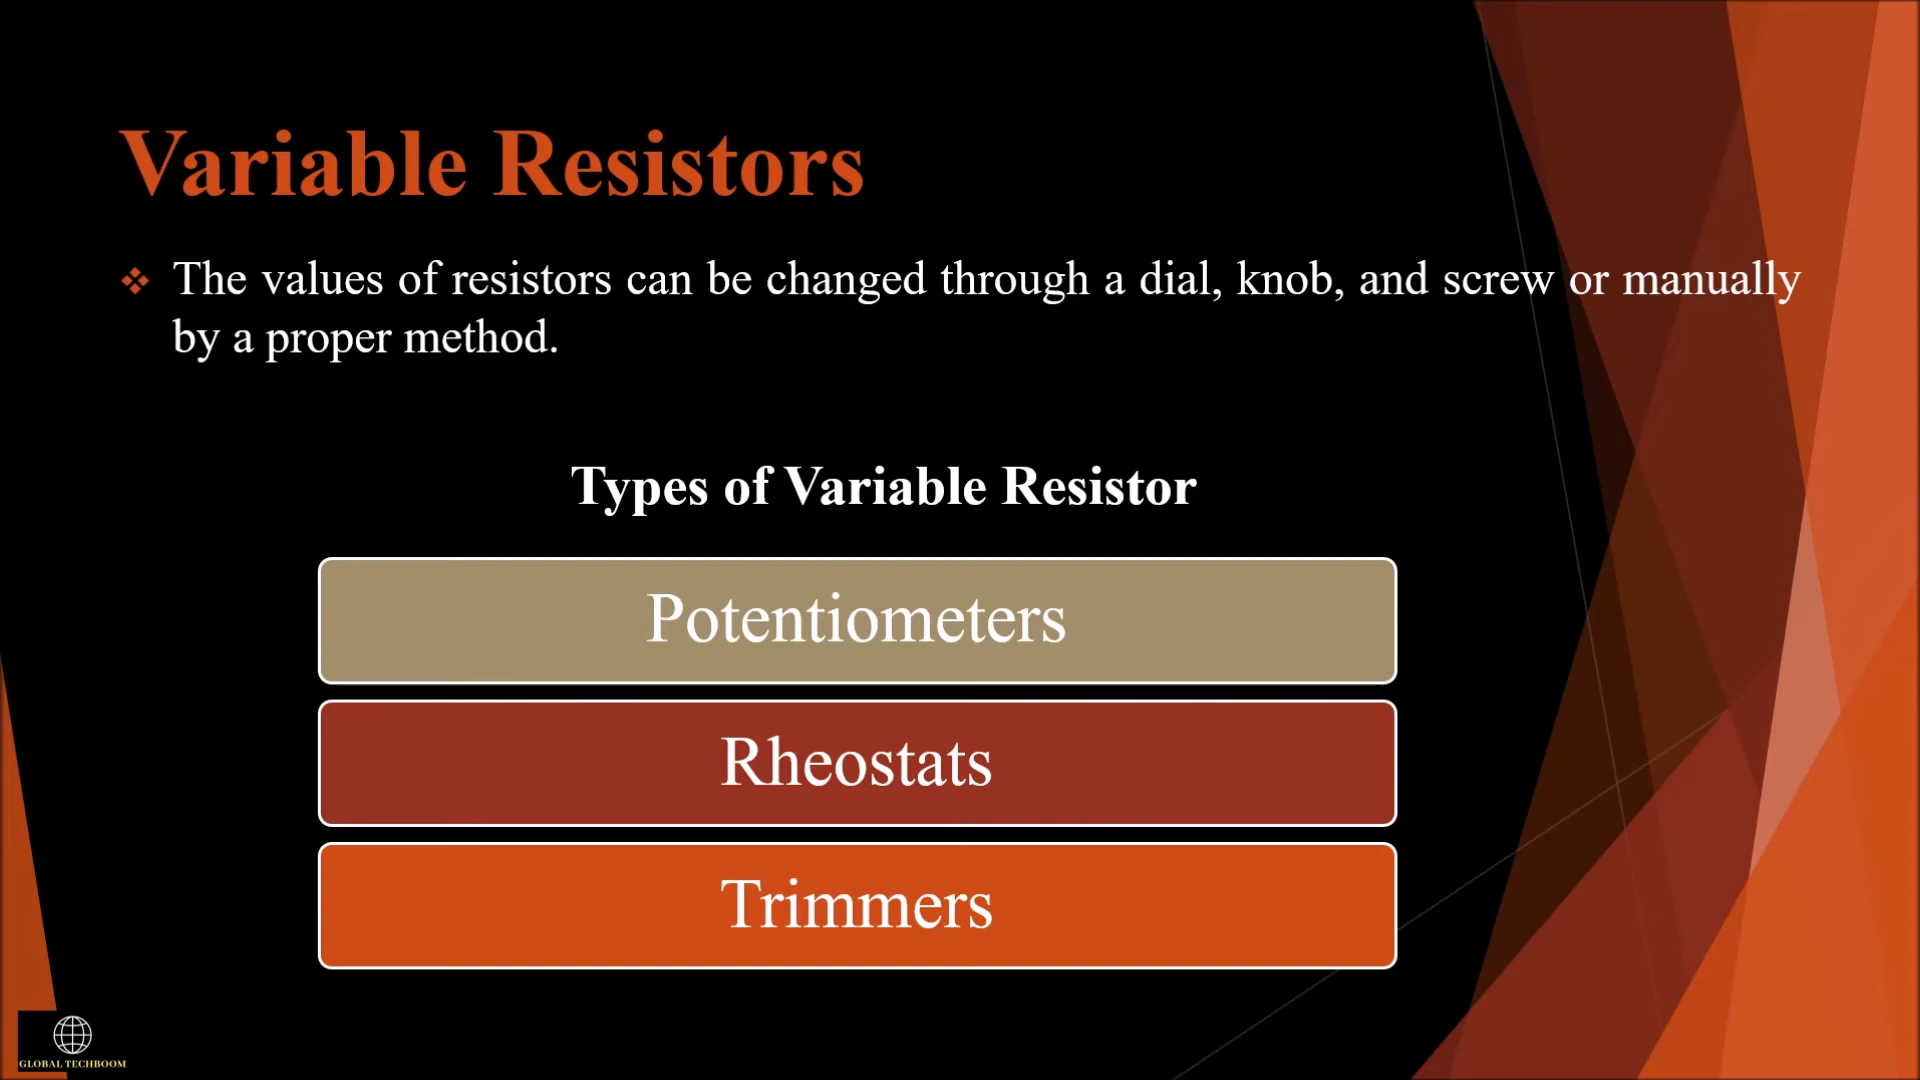 Variable Resistors
❖ The values of resistors can be changed through a dial, knob, and screw or manually
by a proper method.
Types of Variable Resistor
Potentiometers
Rheostats
Trimmers
GLOBAL TECHBOOM